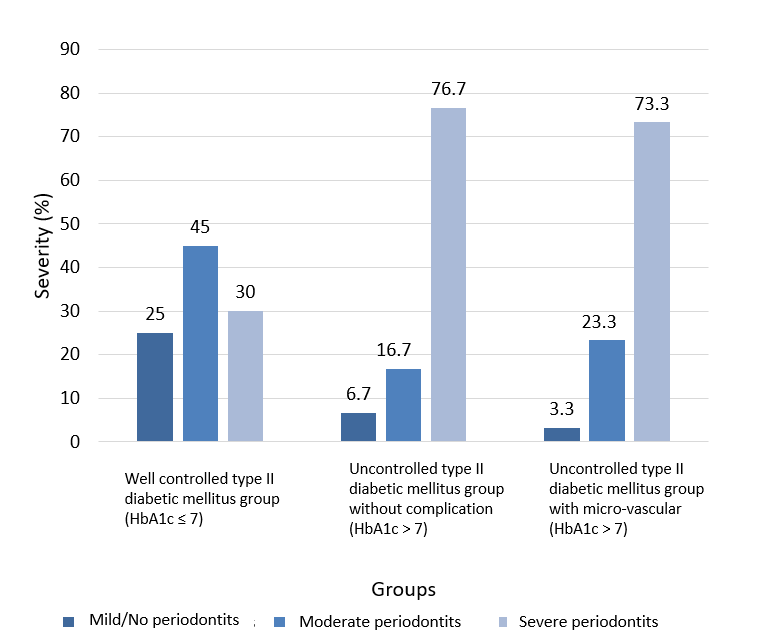 90
80
70
60
50
40
30
20
10
0
Severity (%)
25
45
30
6.7
16.7
76.7
3.3
23.3
73.3
Well controlled type II
diabetic mellitus group
(HbA1c ≤ 7)
Uncontrolled type II
diabetic mellitus group
without complication
(HbA1c > 7)
Uncontrolled type II
diabetic mellitus group
with micro-vascular
(HbA1c > 7)
Groups
Mild/No periodontits ; Moderate periodontits Severe periodontits